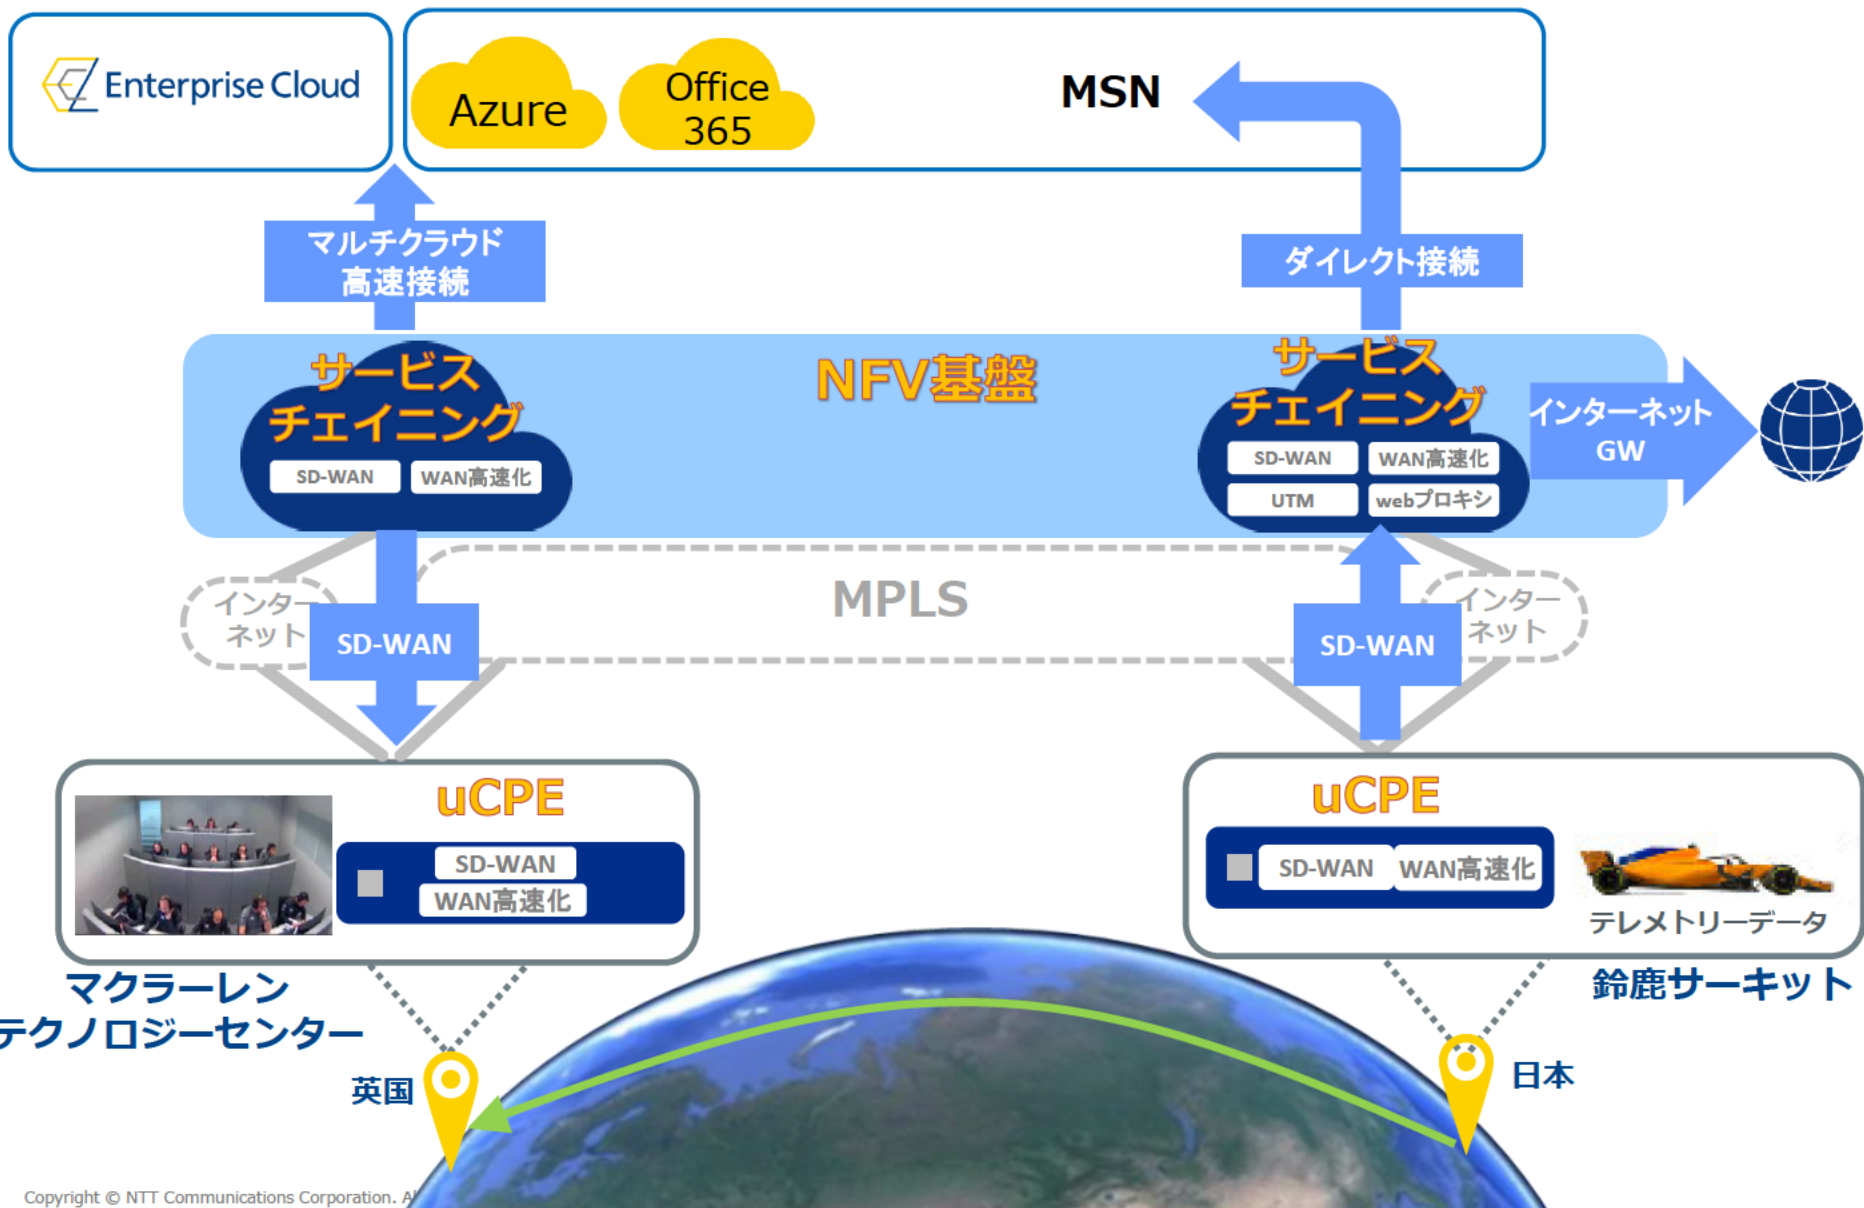 Enterprise Cloud
Azure
Office
365
MSN
マルチクラウド
高速接続
ダイレクト接続
サービス
チェイニング
SD-WAN
WAN高速化
NFV基盤
サービス
チェイニング
SD-WAN
WAN高速化
UTM
webプロキシ
インターネット
GW
インター
ネット
SD-WAN
MPLS
SD-WAN
インター
ネット
uCPE
SD-WAN
WAN高速化
uCPE
SD-WAN
WAN高速化
テレメトリーデータ
マクラーレン
テクノロジーセンター
鈴鹿サーキット
英国
日本
Copyright © NTT Communications Corporation.